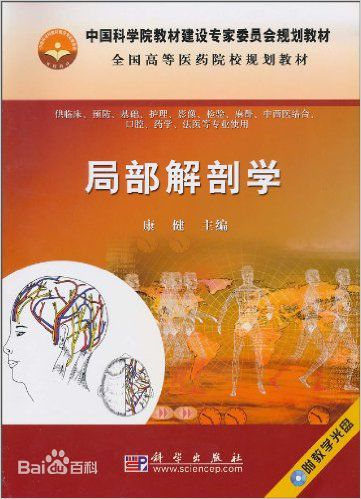 中国科学院教材建设专家委员会规划教材
全国高等医药院校规划教材
供临床、预防、基础、护理、影像、检验、麻醉、中西医结合、
口腔、药学、法医等专业使用
局部解剖学
康 健 主编
附教学光盘
Bai百科
科学出版社
www.sciencep.com